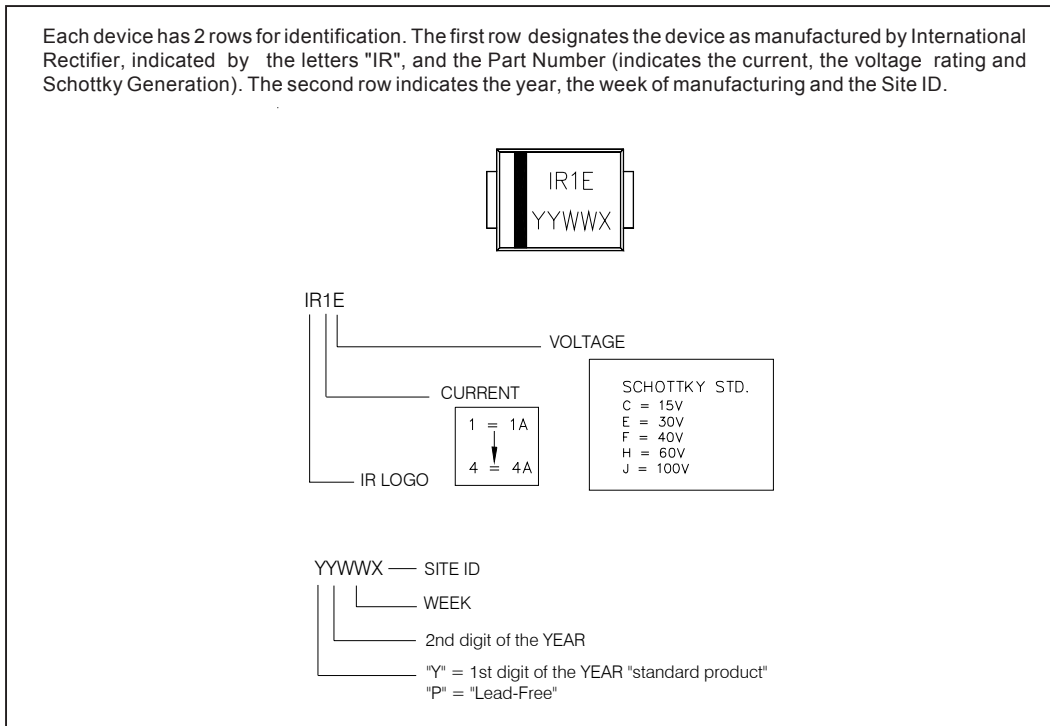 Each device has 2 rows for identification. The first row designates the device as manufactured by International
Rectifier, indicated by the letters "IR", and the Part Number (indicates the current, the voltage rating and
Schottky Generation). The second row indicates the year, the week of manufacturing and the Site ID.
IR1E
YYWWX
IR1E
VOLTAGE
CURRENT
1 = 1A
4 = 4A
IR LOGO
SCHOTTKY STD.
C = 15V
E = 30V
F = 40V
H = 60V
J = 100V
YYWWX SITE ID
WEEK
2nd digit of the YEAR
"Y" = 1st digit of the YEAR "standard product"
"P" = "Lead-Free"